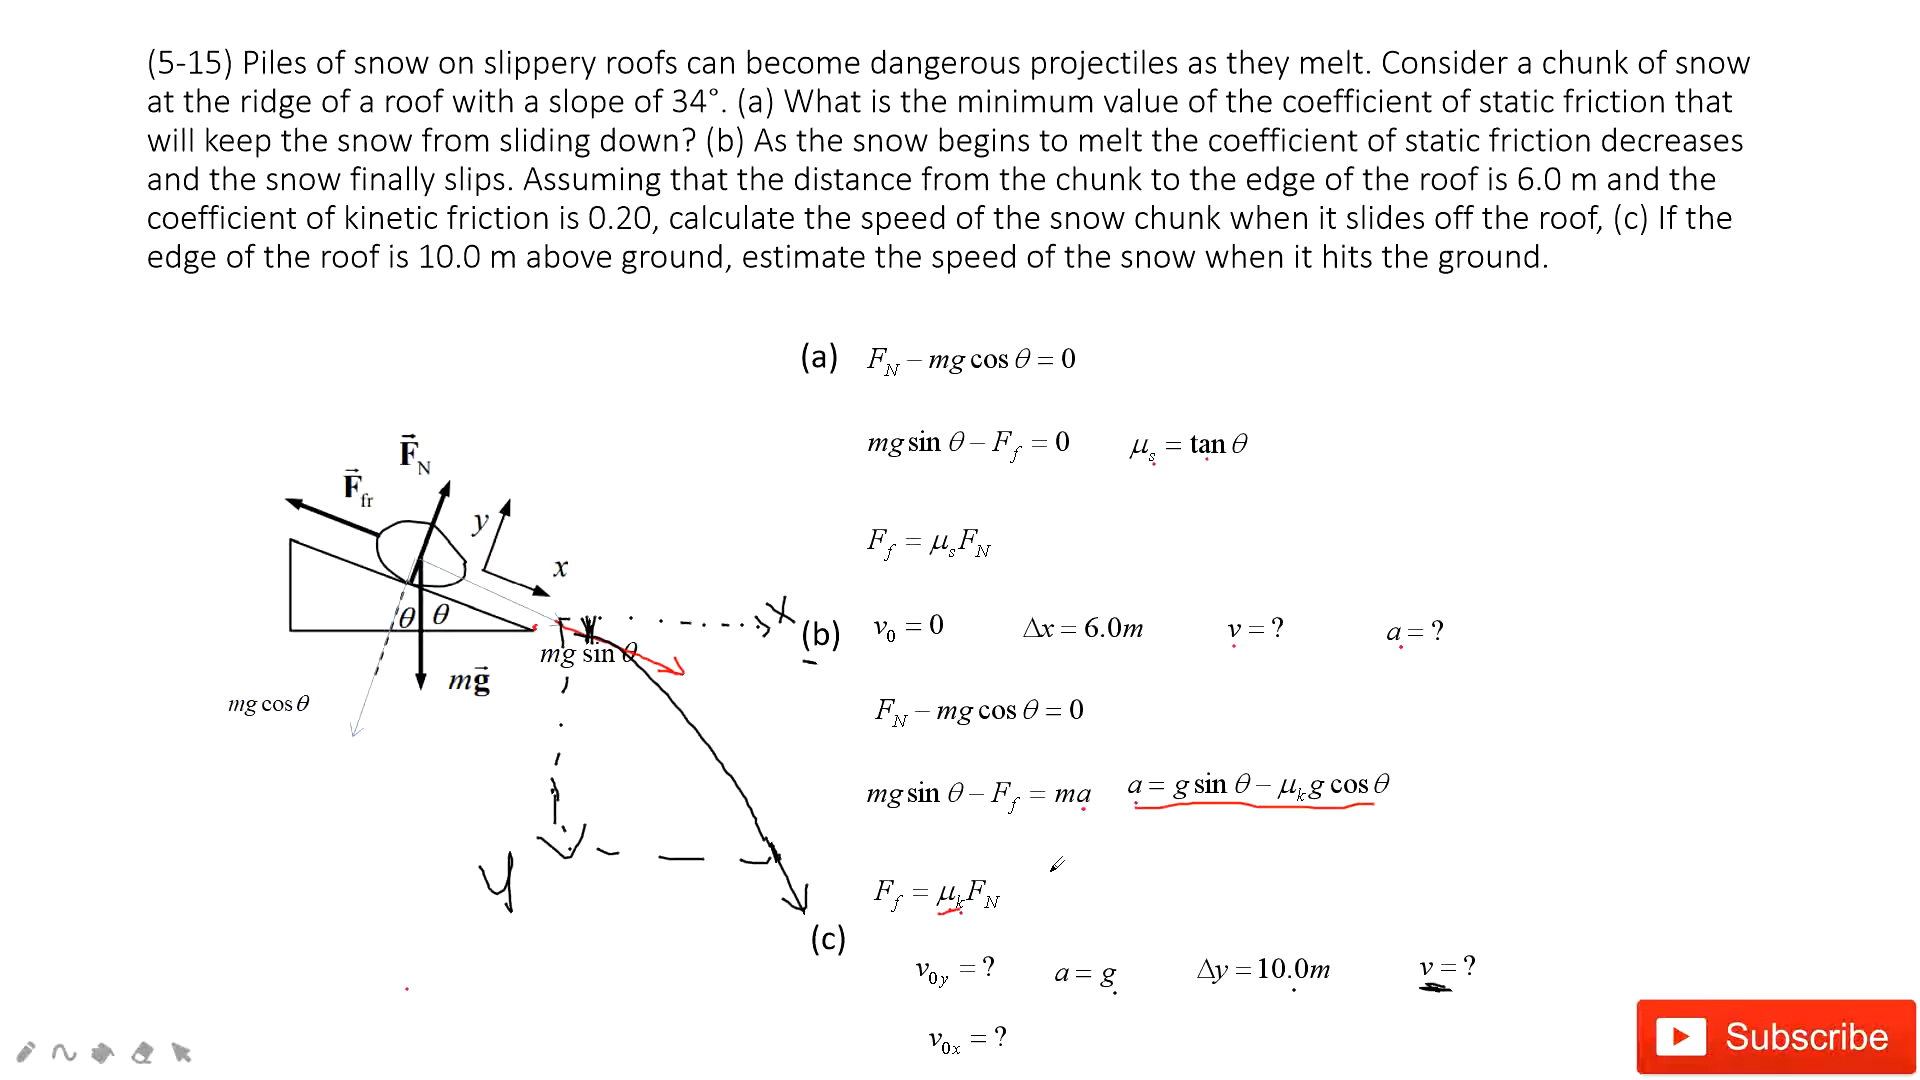 (5-15) Piles of snow on slippery roofs can become dangerous projectiles as they melt. Consider a chunk of snow
at the ridge of a roof with a slope of 34°. (a) What is the minimum value of the coefficient of static friction that
will keep the snow from sliding down? (b) As the snow begins to melt the coefficient of static friction decreases
and the snow finally slips. Assuming that the distance from the chunk to the edge of the roof is 6.0 m and the
coefficient of kinetic friction is 0.20, calculate the speed of the snow chunk when it slides off the roof, (c) If the
edge of the roof is 10.0 m above ground, estimate the speed of the snow when it hits the ground.
(a) F_N − mg cos θ = 0
mg sin θ − F_f = 0 μ_s = tan θ
F_f = μ_s F_N
F⃗_N
F⃗_fr
y
x
θ θ
mg sin θ
mg⃗
mg cos θ
X
Y
(b) v_0 = 0 Δx = 6.0m v = ? a = ?
F_N − mg cos θ = 0
mg sin θ − F_f = ma a = g sin θ − μ_k g cos θ
F_f = μ_k F_N
(c)
v_0y = ? a = g Δy = 10.0m v = ?
v_0x = ?
Subscribe